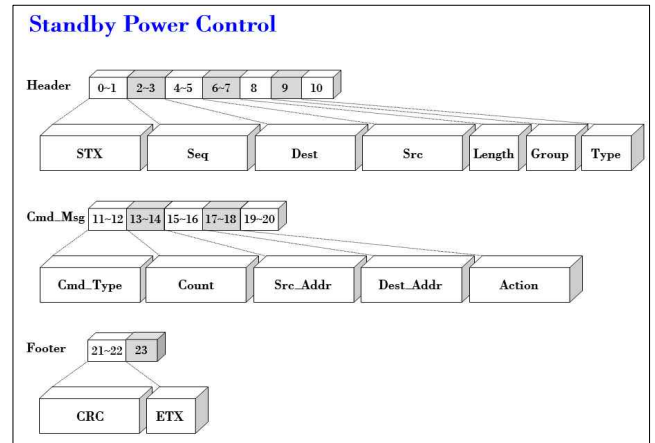 Standby Power Control
Header 0~1 2~3 4~5 6~7 8 9 10
STX Seq Dest Src Length Group Type
Cmd_Msg 11~12 13~14 15~16 17~18 19~20
Cmd_Type Count Src_Addr Dest_Addr Action
Footer 21~22 23
CRC ETX